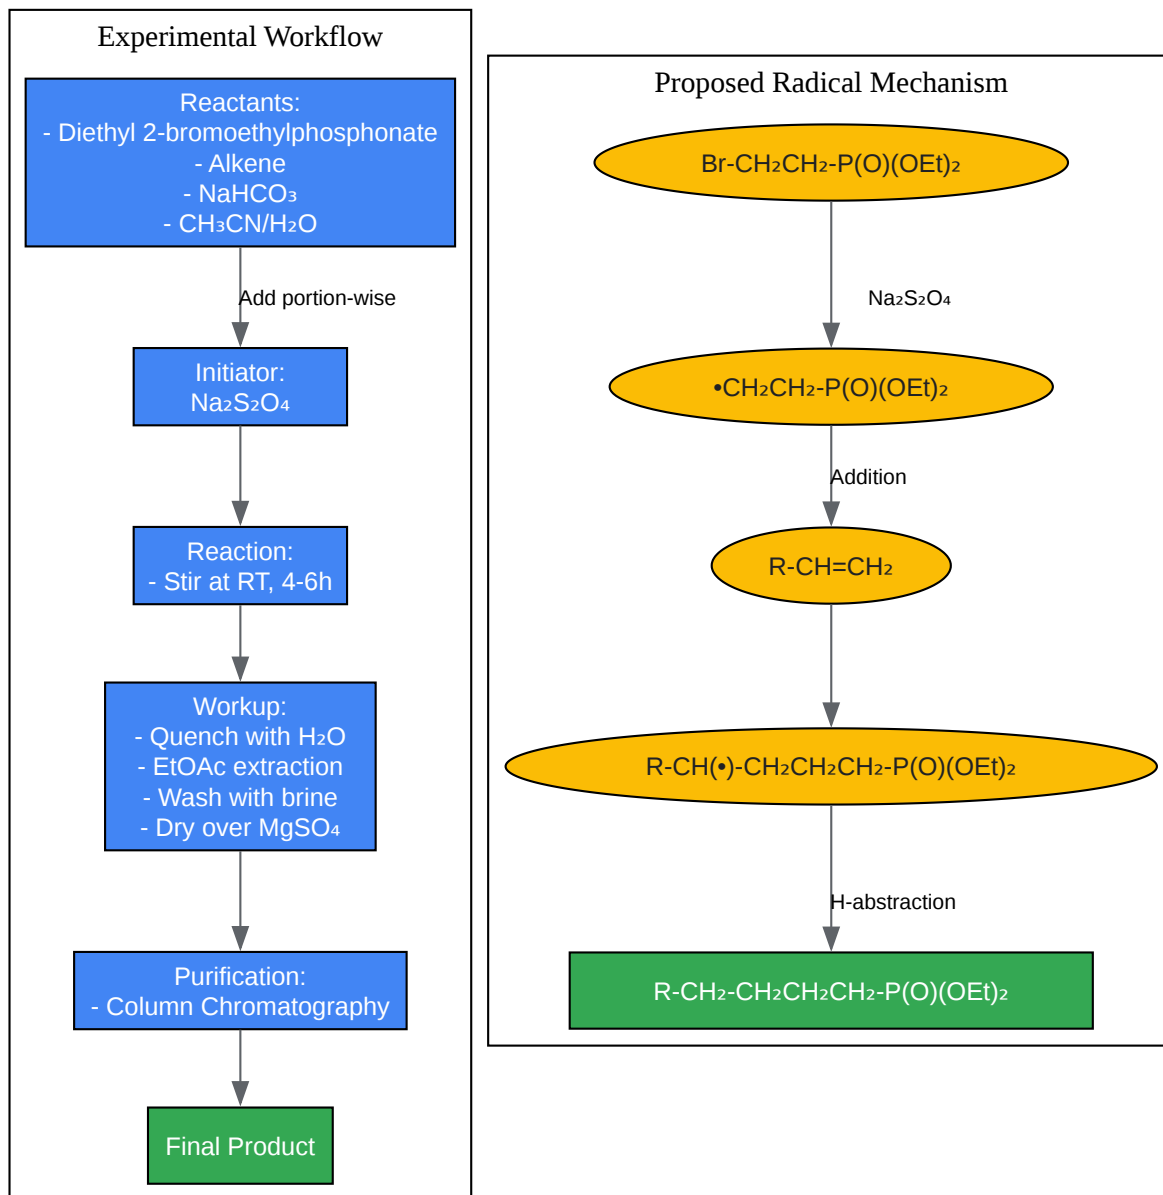 Experimental Workflow
Reactants:
- Diethyl 2-bromoethylphosphonate
- Alkene
- NaHCO₃
- CH₃CN/H₂O
Add portion-wise
Initiator:
Na₂S₂O₄
Reaction:
- Stir at RT, 4-6h
Workup:
- Quench with H₂O
- EtOAc extraction
- Wash with brine
- Dry over MgSO₄
Purification:
- Column Chromatography
Final Product
Proposed Radical Mechanism
Br-CH₂CH₂-P(O)(OEt)₂
Na₂S₂O₄
•CH₂CH₂-P(O)(OEt)₂
Addition
R-CH=CH₂
R-CH(•)-CH₂CH₂CH₂-P(O)(OEt)₂
H-abstraction
R-CH₂-CH₂CH₂CH₂-P(O)(OEt)₂